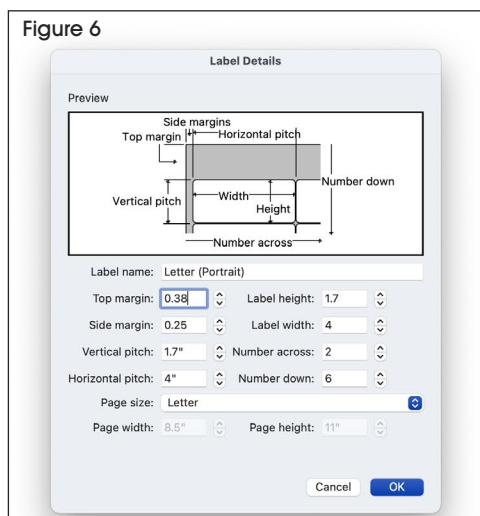 Figure 6
Label Details
Preview
Side margins
Top margin Horizontal pitch
Number down
Vertical pitch Width
Height
Number across
Label name: Letter (Portrait)
Top margin: 0.38 Label height: 1.7
Side margin: 0.25 Label width: 4
Vertical pitch: 1.7" Number across: 2
Horizontal pitch: 4" Number down: 6
Page size: Letter
Page width: 8.5" Page height: 11"
Cancel OK